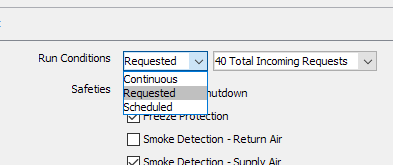 Run Conditions Requested 40 Total Incoming Requests
Continuous
Safeties Requested utdown
Scheduled
Freeze Protection
Smoke Detection - Return Air
Smoke Detection - Supply Air